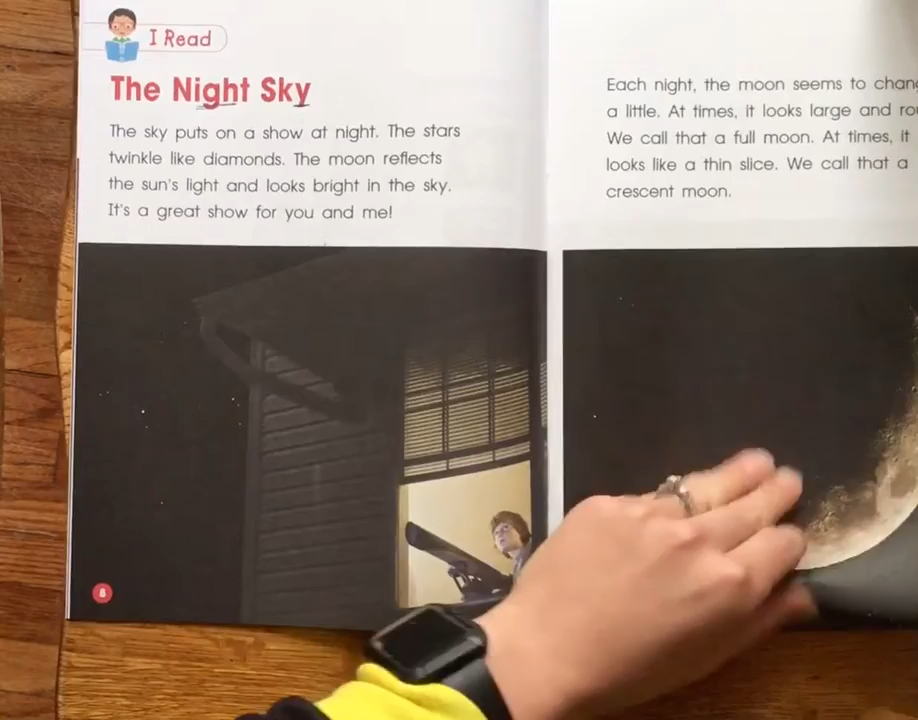 I Read
The Night Sky
The sky puts on a show at night. The stars
twinkle like diamonds. The moon reflects
the sun's light and looks bright in the sky.
It's a great show for you and me!
Each night, the moon seems to
a little. At times, it looks large and
We call that a full moon. At times, it
looks like a thin slice. We call that a
crescent moon.
8